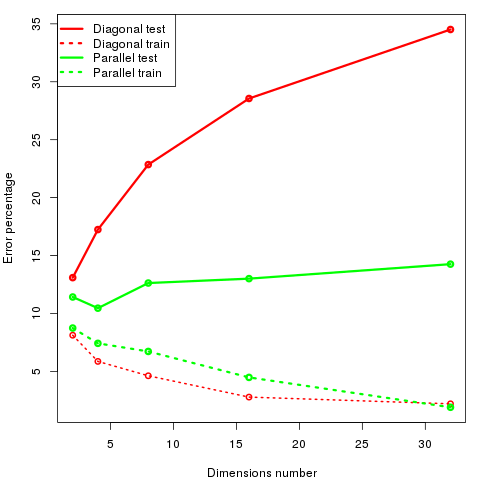 Diagonal test
Diagonal train
Parallel test
Parallel train
Error percentage
35
30
25
20
15
10
5
5 10 15 20 25 30
Dimensions number